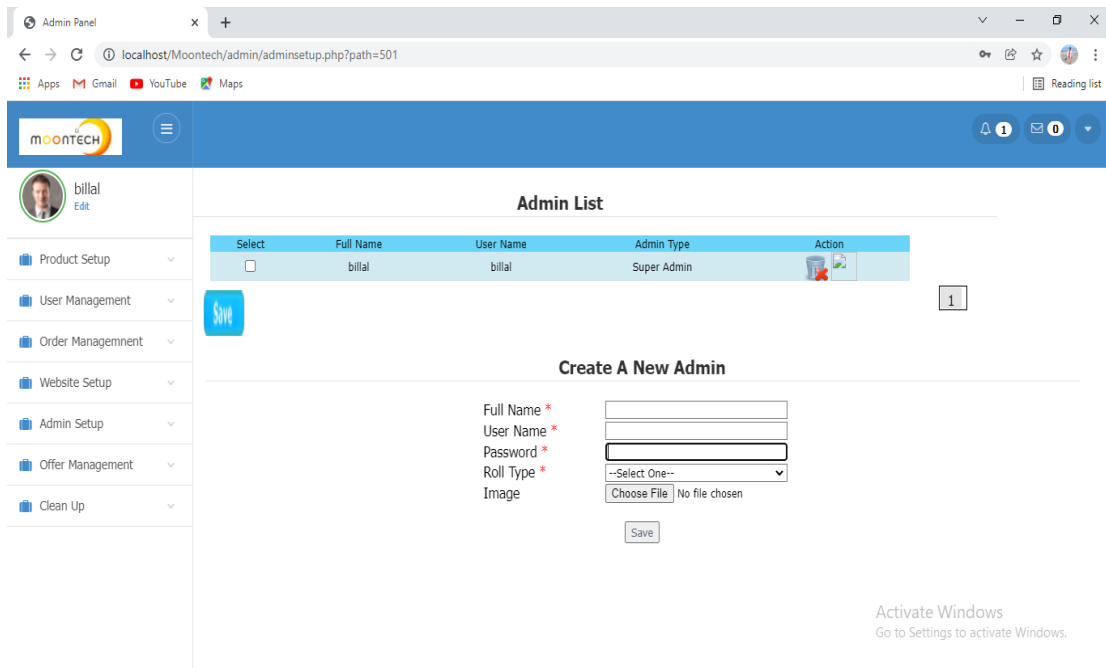 Admin Panel
localhost/Moontech/admin/adminsetup.php?path=501
Apps Gmail YouTube Maps Reading list
MOONTECH
1 0
billal
Edit
Product Setup
User Management
Order Managemnent
Website Setup
Admin Setup
Offer Management
Clean Up
Admin List
Select Full Name User Name Admin Type Action
billal billal Super Admin
Save
1
Create A New Admin
Full Name *
User Name *
Password *
Roll Type * --Select One--
Image Choose File No file chosen
Save
Activate Windows
Go to Settings to activate Windows.